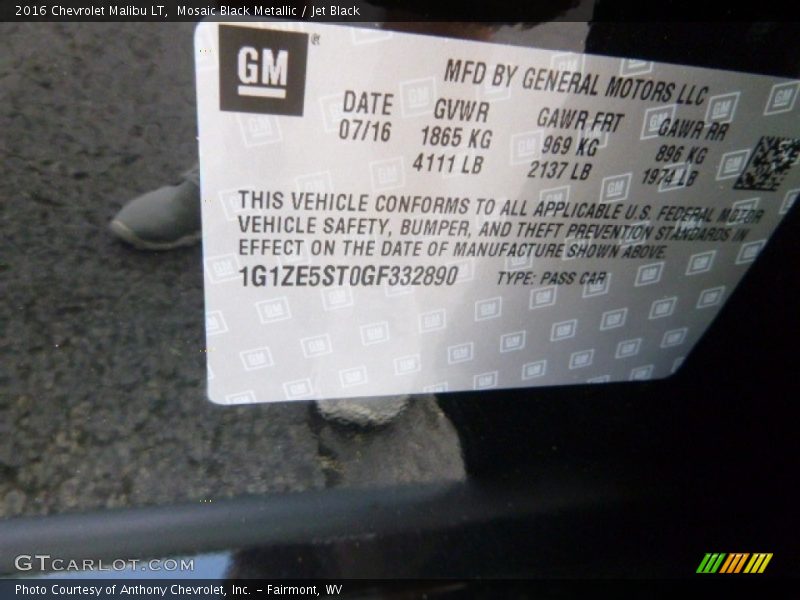 2016 Chevrolet Malibu LT,  Mosaic Black Metallic / Jet Black
GM®
MFD BY GENERAL MOTORS LLC
DATE GVWR GAWR FRT GAWR RR
07/16 1865 KG 969 KG 896 KG
4111 LB 2137 LB 1974 LB
THIS VEHICLE CONFORMS TO ALL APPLICABLE U.S. FEDERAL MOTOR
VEHICLE SAFETY, BUMPER, AND THEFT PREVENTION STANDARDS IN
EFFECT ON THE DATE OF MANUFACTURE SHOWN ABOVE.
1G1ZE5ST0GF332890 TYPE: PASS CAR
GTCARLOT.COM
Photo Courtesy of Anthony Chevrolet, Inc. – Fairmont, WV